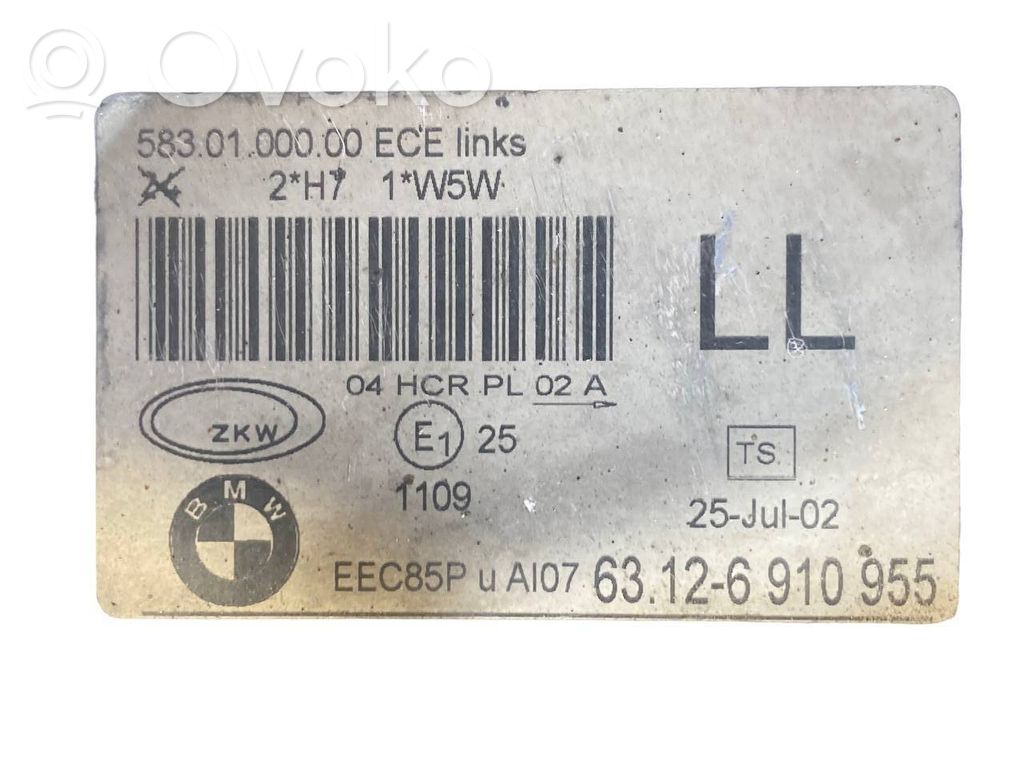 Ovoko
583.01.000.00 ECE links
2*H7 1*W5W
LL
04 HCR PL 02 A
ZKW
E1 25
TS
1109
25-Jul-02
BMW
EEC85P u AI07 63.12-6 910 955